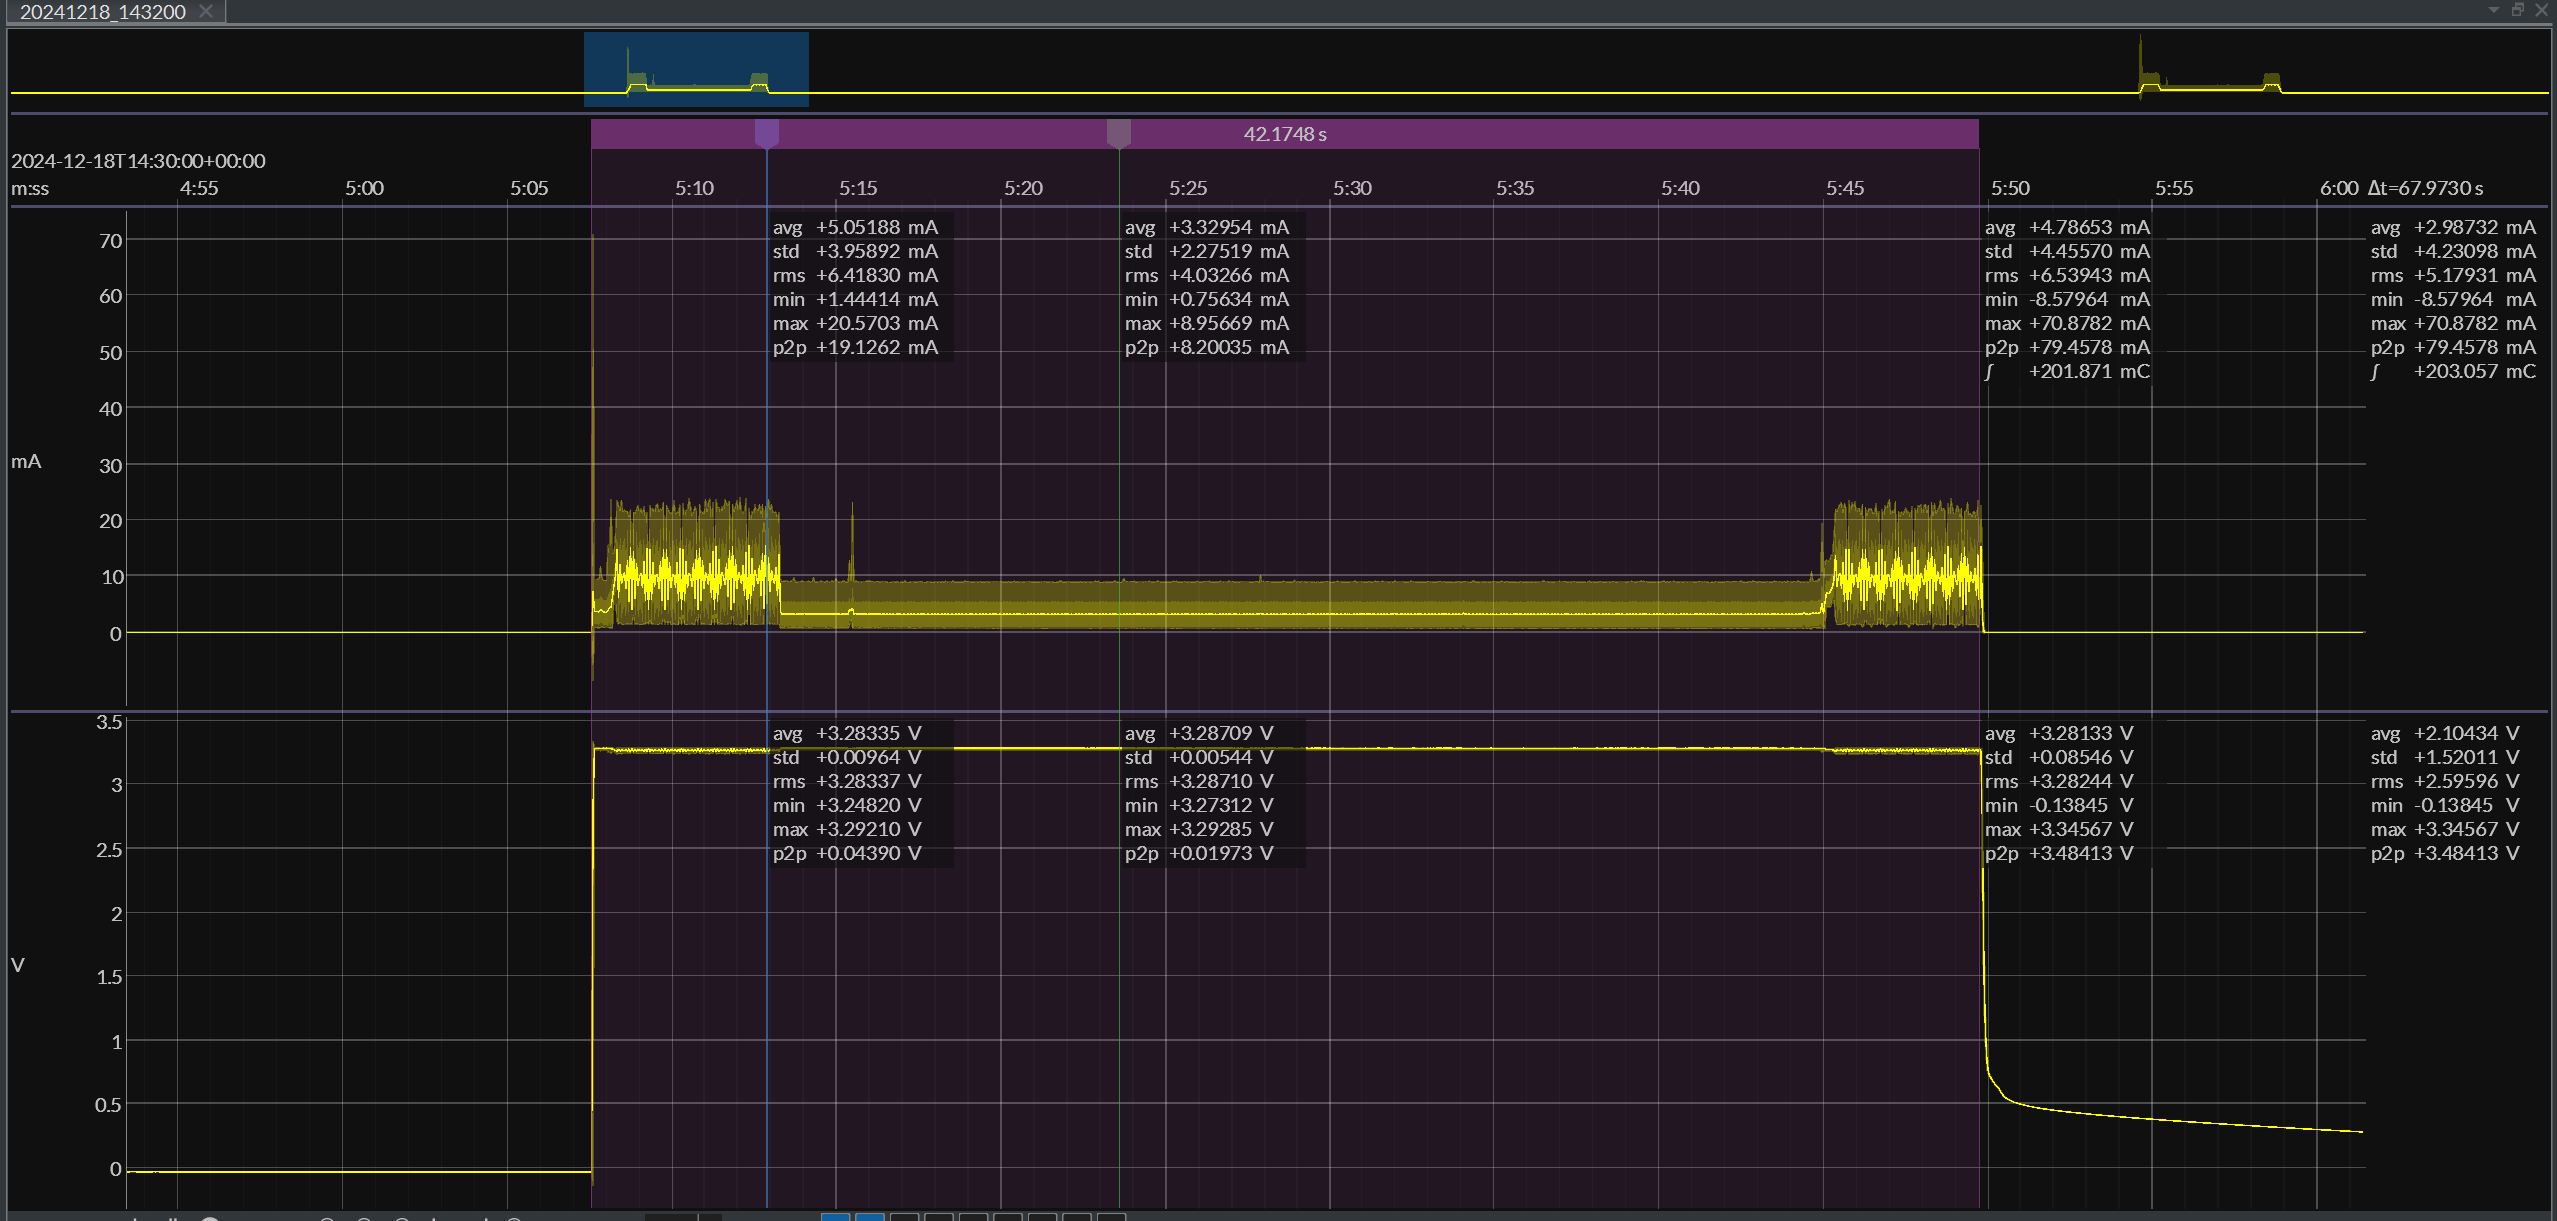 20241218_143200
42.1748 s
2024-12-18T14:30:00+00:00
m:ss 4:55 5:00 5:05 5:10 5:15 5:20 5:25 5:30 5:35 5:40 5:45 5:50 5:55 6:00 Δt=67.9730 s
avg +5.05188 mA
std +3.95892 mA
rms +6.41830 mA
min +1.44414 mA
max +20.5703 mA
p2p +19.1262 mA
avg +3.32954 mA
std +2.27519 mA
rms +4.03266 mA
min +0.75634 mA
max +8.95669 mA
p2p +8.20035 mA
avg +4.78653 mA
std +4.45570 mA
rms +6.53943 mA
min -8.57964 mA
max +70.8782 mA
p2p +79.4578 mA
∫ +201.871 mC
avg +2.98732 mA
std +4.23098 mA
rms +5.17931 mA
min -8.57964 mA
max +70.8782 mA
p2p +79.4578 mA
∫ +203.057 mC
70
60
50
40
mA
30
20
10
0
3.5
3
2.5
2
V
1.5
1
0.5
0
avg +3.28335 V
std +0.00964 V
rms +3.28337 V
min +3.24820 V
max +3.29210 V
p2p +0.04390 V
avg +3.28709 V
std +0.00544 V
rms +3.28710 V
min +3.27312 V
max +3.29285 V
p2p +0.01973 V
avg +3.28133 V
std +0.08546 V
rms +3.28244 V
min -0.13845 V
max +3.34567 V
p2p +3.48413 V
avg +2.10434 V
std +1.52011 V
rms +2.59596 V
min -0.13845 V
max +3.34567 V
p2p +3.48413 V